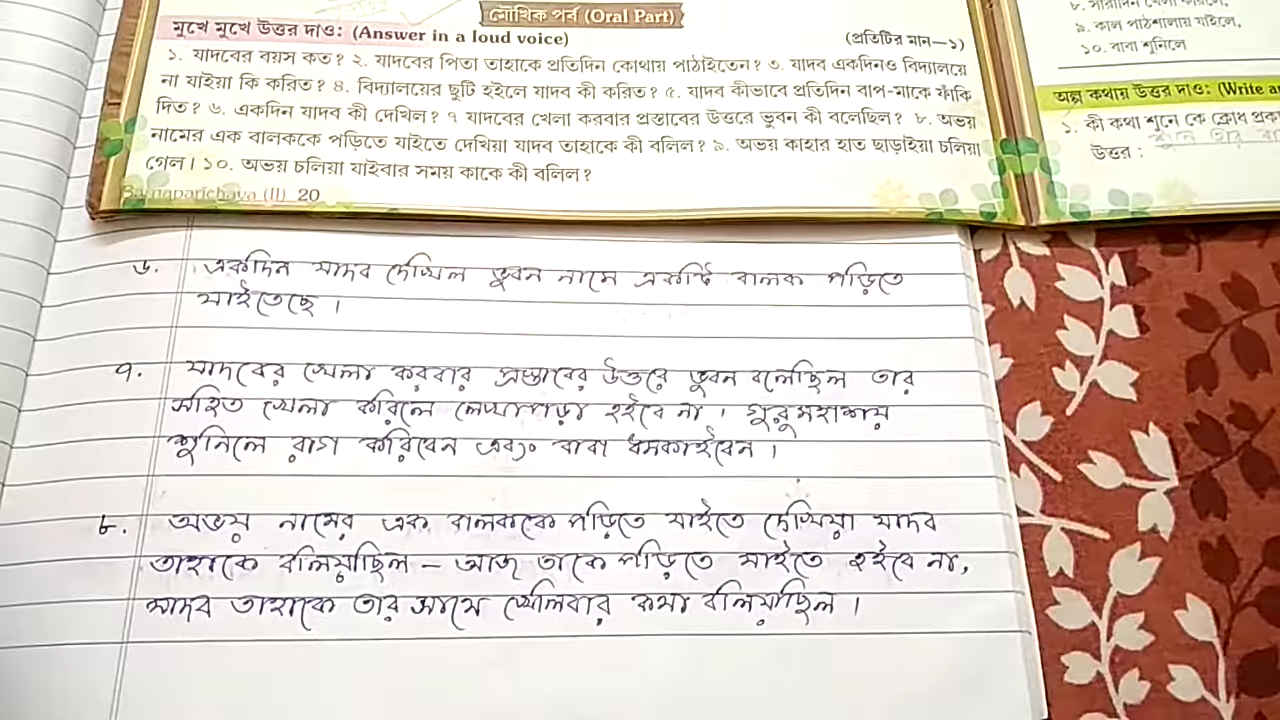 মৌখিক পর্ব (Oral Part)
মুখে মুখে উত্তর দাও: (Answer in a loud voice)
(প্রতিটির মান—১)
১. যাদবের বয়স কত? ২. যাদবের পিতা তাহাকে প্রতিদিন কোথায় পাঠাইতেন? ৩. যাদব একদিনও বিদ্যালয়ে
না যাইয়া কি করিত? ৪. বিদ্যালয়ের ছুটি হইলে যাদব কী করিত? ৫. যাদব কীভাবে প্রতিদিন বাপ-মাকে ফাঁকি
দিত? ৬. একদিন যাদব কী দেখিল? ৭ যাদবের খেলা করবার প্রস্তাবের উত্তরে ভুবন কী বলেছিল? ৮. অভয়
নামের এক বালককে পড়িতে যাইতে দেখিয়া যাদব তাহাকে কী বলিল? ৯. অভয় কাহার হাত ছাড়াইয়া চলিয়া
গেল। ১০. অভয় চলিয়া যাইবার সময় কাকে কী বলিল?
Barnaparichaya (II) 20
৯. কাল পাঠশালায় যাইলে,
১০. বাবা শুনিলে
অল্প কথায় উত্তর দাও: (Write
১. কী কথা শুনে কে ক্রোধ
উত্তর :
৬. একদিন যাদব দেখিল ভুবন নামে একটি বালক পড়িতে
যাইতেছে।
৭. যাদবের খেলা করবার প্রস্তাবের উত্তরে ভুবন বলেছিল তার
সহিত খেলা করিলে লেখাপড়া হইবে না। গুরুমহাশয়
শুনিলে রাগ করিবেন এবং বাবা ধমকাইবেন।
৮. অভয় নামের এক বালককে পড়িতে যাইতে দেখিয়া যাদব
তাহাকে বলিয়াছিল – আজ তাকে পড়িতে যাইতে হইবে না,
যাদব তাহাকে তার সাথে খেলিবার কথা বলিয়াছিল।